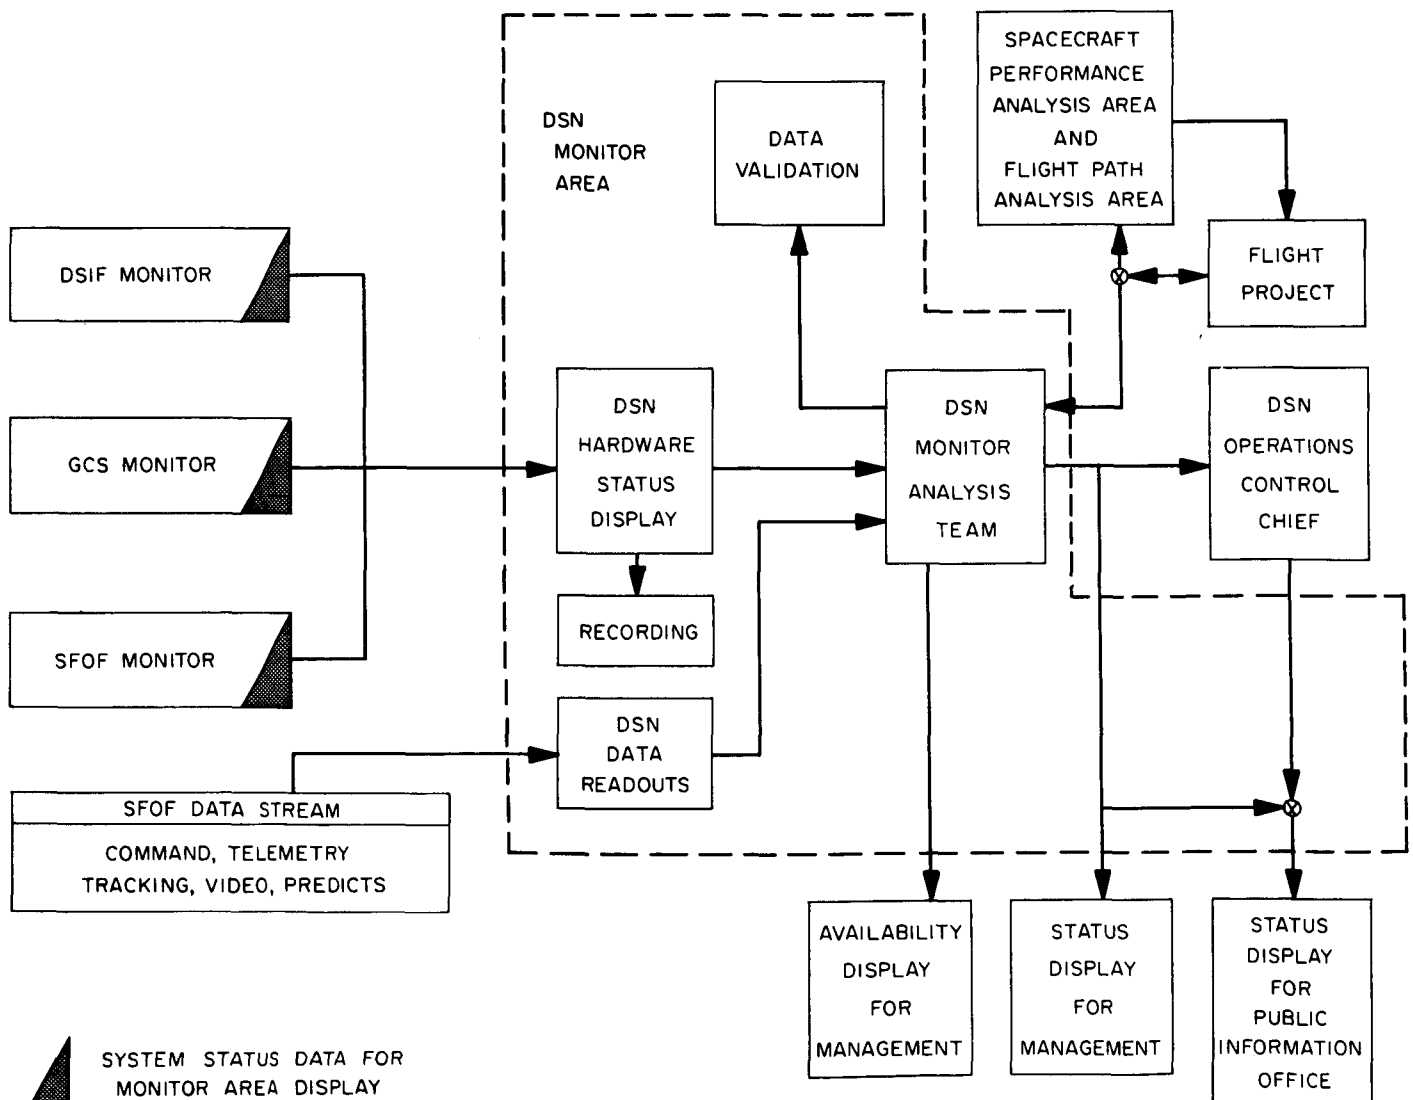 SPACECRAFT
PERFORMANCE
ANALYSIS AREA
AND
FLIGHT PATH
ANALYSIS AREA
DSN
MONITOR
AREA
DATA
VALIDATION
DSIF MONITOR
FLIGHT
PROJECT
GCS MONITOR
DSN
HARDWARE
STATUS
DISPLAY
DSN
MONITOR
ANALYSIS
TEAM
DSN
OPERATIONS
CONTROL
CHIEF
SFOF MONITOR
RECORDING
DSN
DATA
READOUTS
SFOF DATA STREAM
COMMAND, TELEMETRY
TRACKING, VIDEO, PREDICTS
AVAILABILITY
DISPLAY
FOR
MANAGEMENT
STATUS
DISPLAY
FOR
MANAGEMENT
STATUS
DISPLAY
FOR
PUBLIC
INFORMATION
OFFICE
SYSTEM STATUS DATA FOR
MONITOR AREA DISPLAY